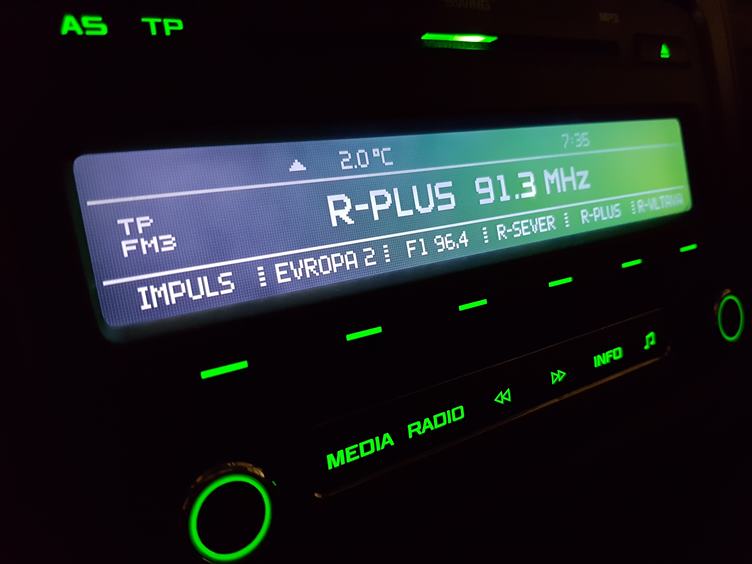 AS TP
2.0°C 7:35
TP
R-PLUS 91.3 MHz
FM3
IMPULS EVROPA 2 F1 96.4 R-SEVER R-PLUS R-VLTAVA
MEDIA RADIO INFO